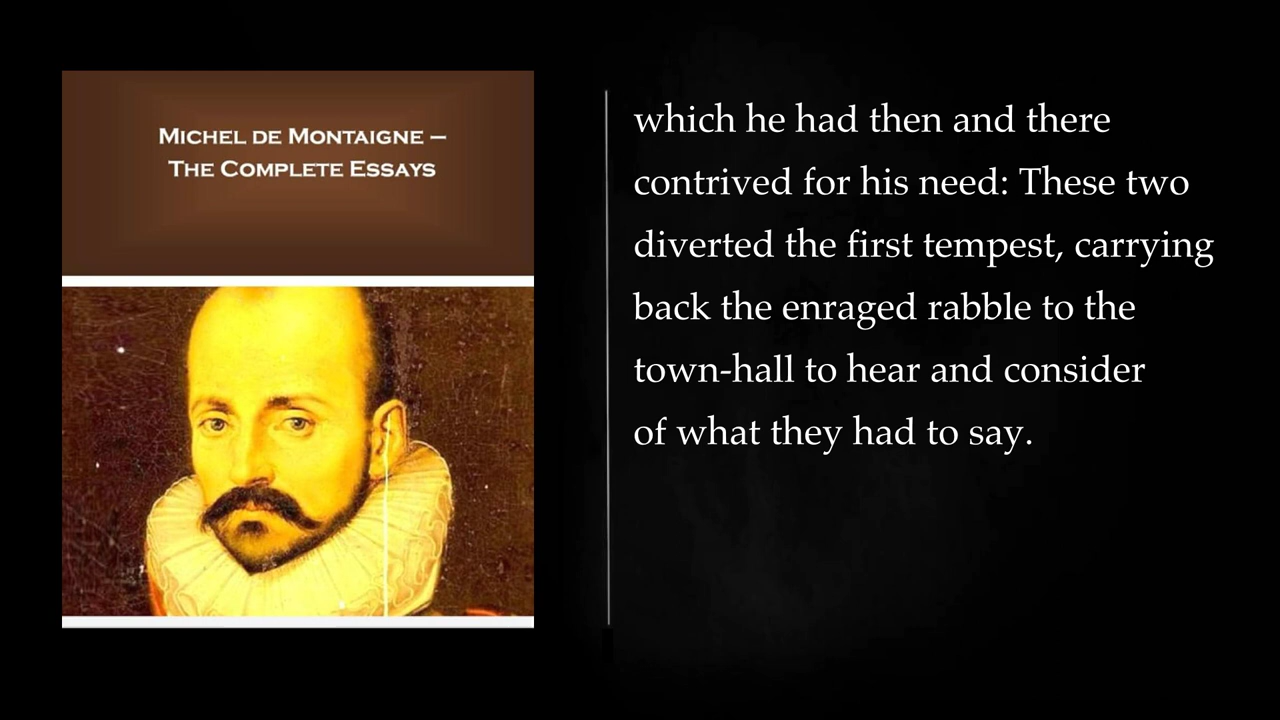 MICHEL DE MONTAIGNE –
THE COMPLETE ESSAYS
which he had then and there
contrived for his need: These two
diverted the first tempest, carrying
back the enraged rabble to the
town-hall to hear and consider
of what they had to say.